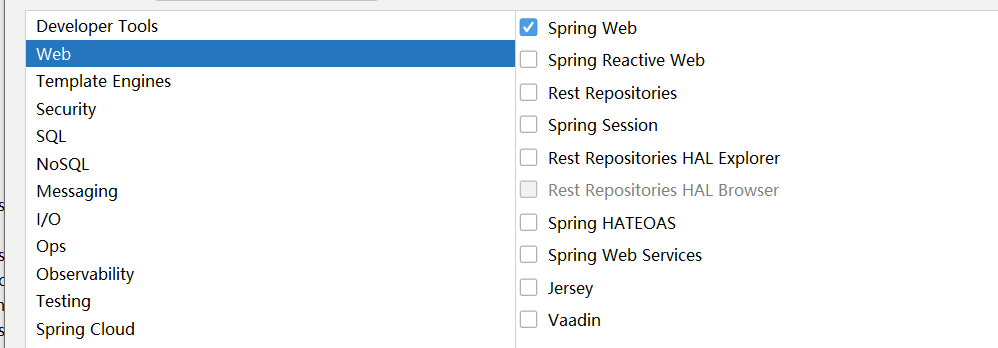 Developer Tools
Web
Template Engines
Security
SQL
NoSQL
Messaging
I/O
Ops
Observability
Testing
Spring Cloud
Spring Web
Spring Reactive Web
Rest Repositories
Spring Session
Rest Repositories HAL Explorer
Rest Repositories HAL Browser
Spring HATEOAS
Spring Web Services
Jersey
Vaadin